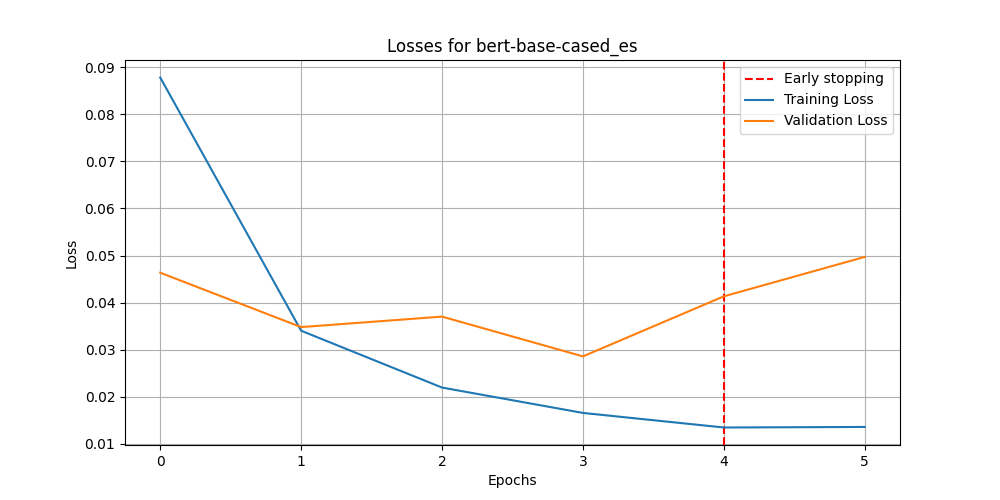 Losses for bert-base-cased_es
Early stopping
Training Loss
Validation Loss
0.09
0.08
0.07
0.06
0.05
0.04
0.03
0.02
0.01
Loss
0 1 2 3 4 5
Epochs